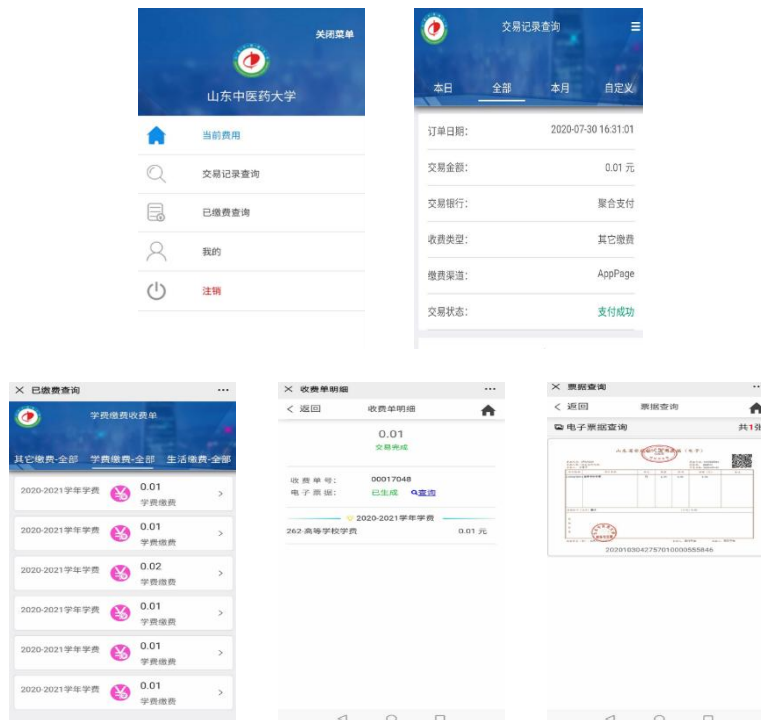 关闭菜单
山东中医药大学
当前费用
交易记录查询
已缴费查询
我的
注销
交易记录查询
本日 全部 本月 自定义
订单日期： 2020-07-30 16:31:01
交易金额： 0.01 元
交易银行： 聚合支付
收费类型： 其它缴费
缴费渠道： AppPage
交易状态： 支付成功
× 已缴费查询 ···
学费缴费收费单
其它缴费-全部 学费缴费-全部 生活缴费-全部
2020-2021学年学费 0.01 >
学费缴费
2020-2021学年学费 0.01 >
学费缴费
2020-2021学年学费 0.02 >
学费缴费
2020-2021学年学费 0.01 >
学费缴费
2020-2021学年学费 0.01 >
学费缴费
2020-2021学年学费 0.01 >
学费缴费
× 收费单明细 ···
< 返回 收费单明细
0.01
交易完成
收费单号： 00017048
电子票据： 已生成 查询
2020-2021学年学费
262-高等学校学费 0.01 元
× 票据查询
< 返回 票据查询
电子票据查询 共1张
2020103042757010000555846